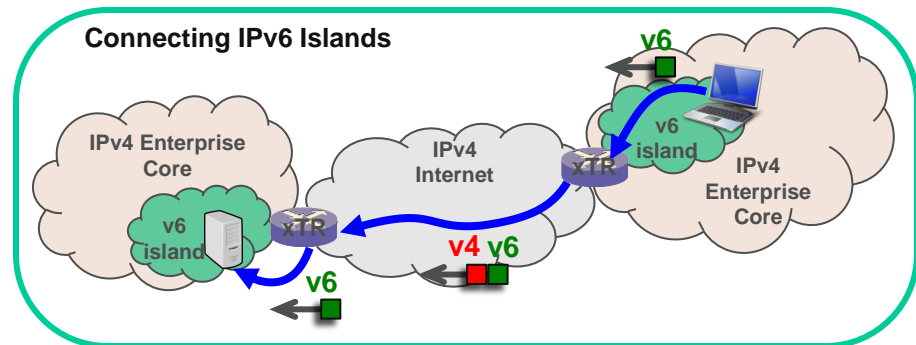 Connecting IPv6 Islands
v6
IPv4 Enterprise
Core
IPv4
Internet
v6
island
xTR
IPv4
Enterprise
Core
v6
island
xTR
v4 v6
v6